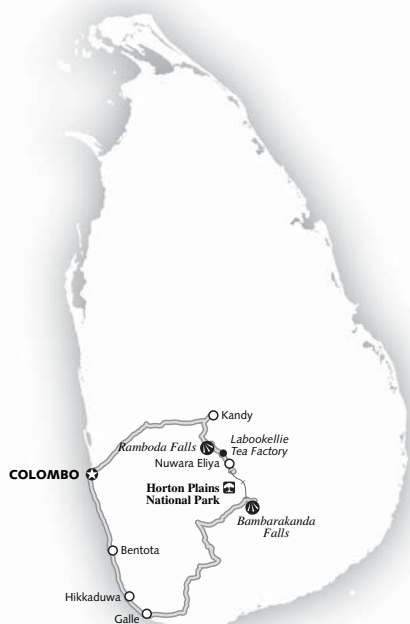 Kandy
Ramboda Falls
Labookellie
Tea Factory
Nuwara Eliya
COLOMBO
Horton Plains
National Park
Bambarakanda
Falls
Bentota
Hikkaduwa
Galle